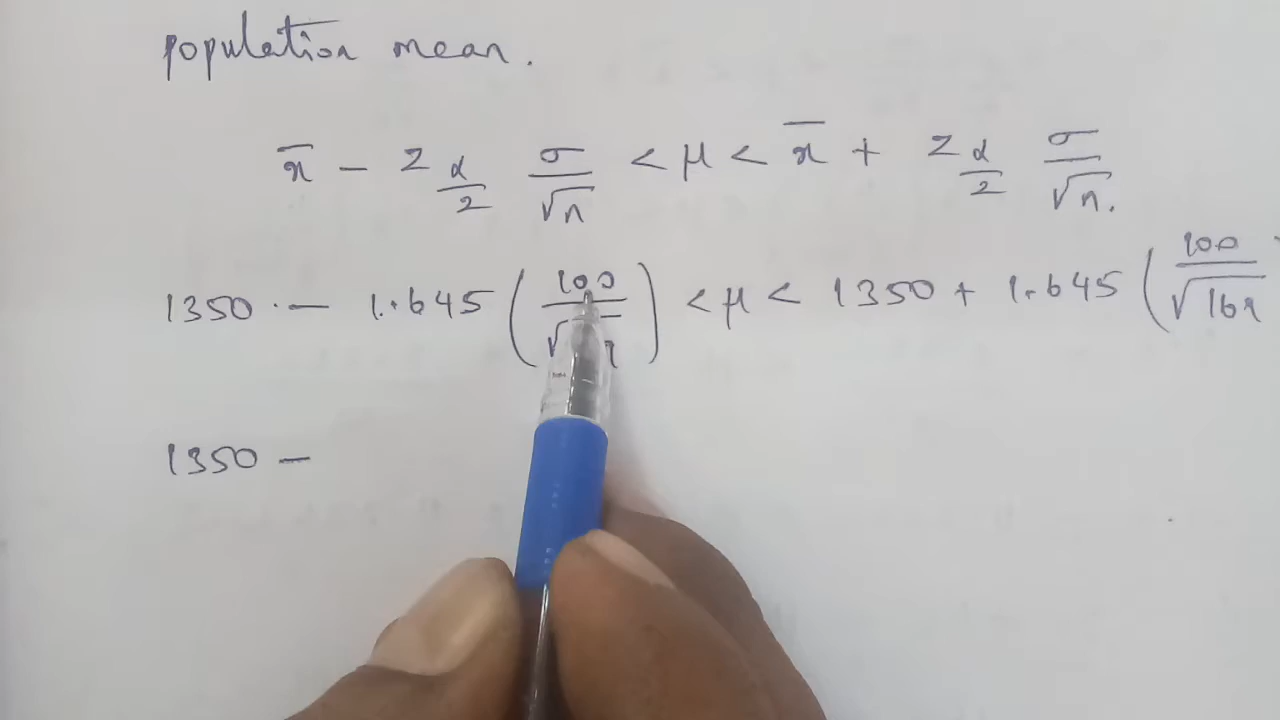 population mean.
x̄ - z α/2 σ/√n < μ < x̄ + z α/2 σ/√n.
1350 - 1.645 (100/√) < μ < 1350 + 1.645 (100/√169
1350 -